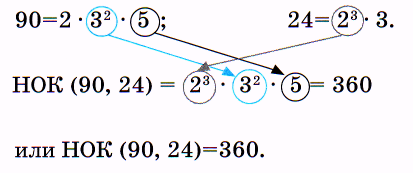 90=2 · 3² · 5; 24=2³ · 3.
НОК (90, 24) = 2³ · 3² · 5 = 360
или НОК (90, 24)=360.